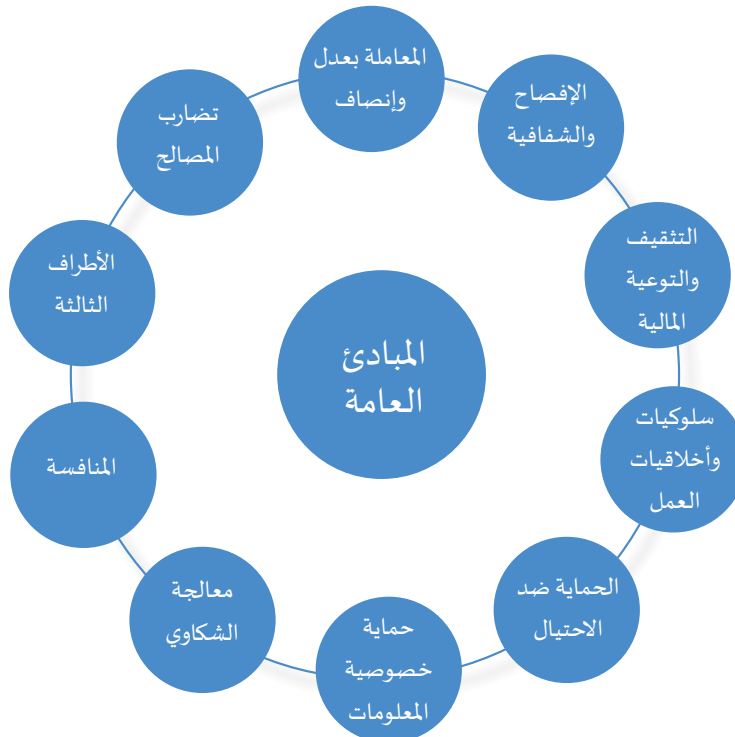 المبادئ
العامة
المعاملة بعدل
وإنصاف
الإفصاح
والشفافية
التثقيف
والتوعية
المالية
سلوكيات
وأخلاقيات
العمل
الحماية ضد
الاحتيال
حماية
خصوصية
المعلومات
معالجة
الشكاوي
المنافسة
الأطراف
الثالثة
تضارب
المصالح